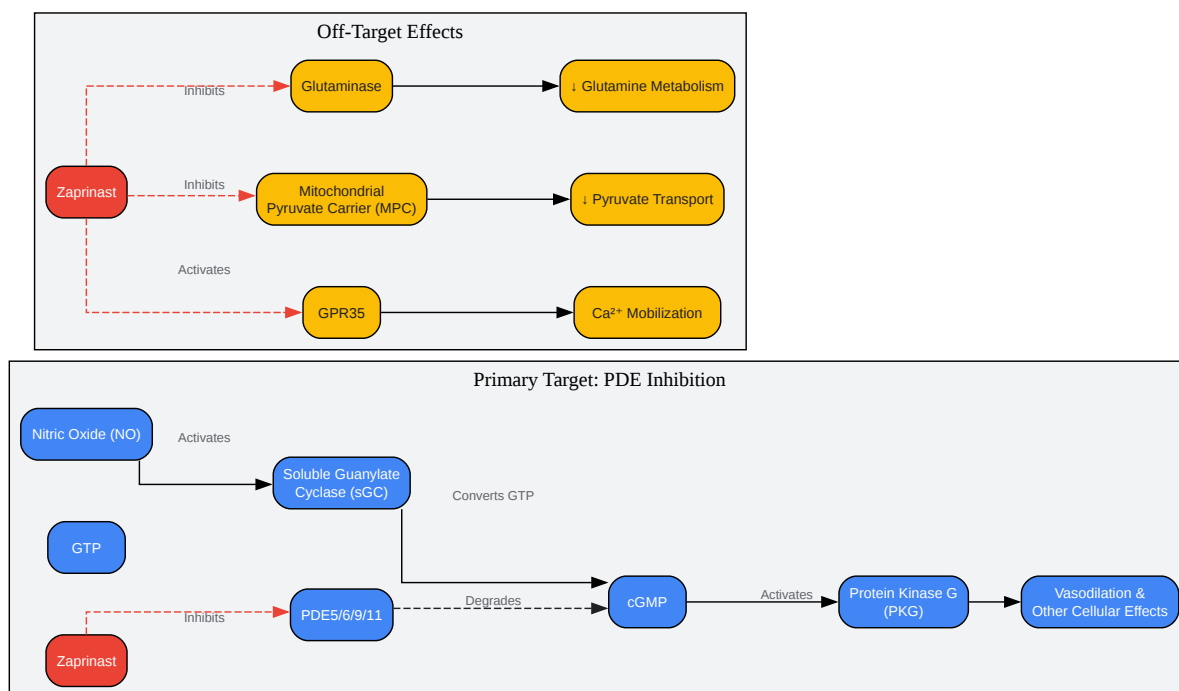 Off-Target Effects
Inhibits
Glutaminase
↓ Glutamine Metabolism
Zaprinast
Inhibits
Mitochondrial
Pyruvate Carrier (MPC)
↓ Pyruvate Transport
Activates
GPR35
Ca²⁺ Mobilization
Primary Target: PDE Inhibition
Nitric Oxide (NO)
Activates
Soluble Guanylate
Cyclase (sGC)
Converts GTP
GTP
Zaprinast
Inhibits
PDE5/6/9/11
Degrades
cGMP
Activates
Protein Kinase G
(PKG)
Vasodilation &
Other Cellular Effects